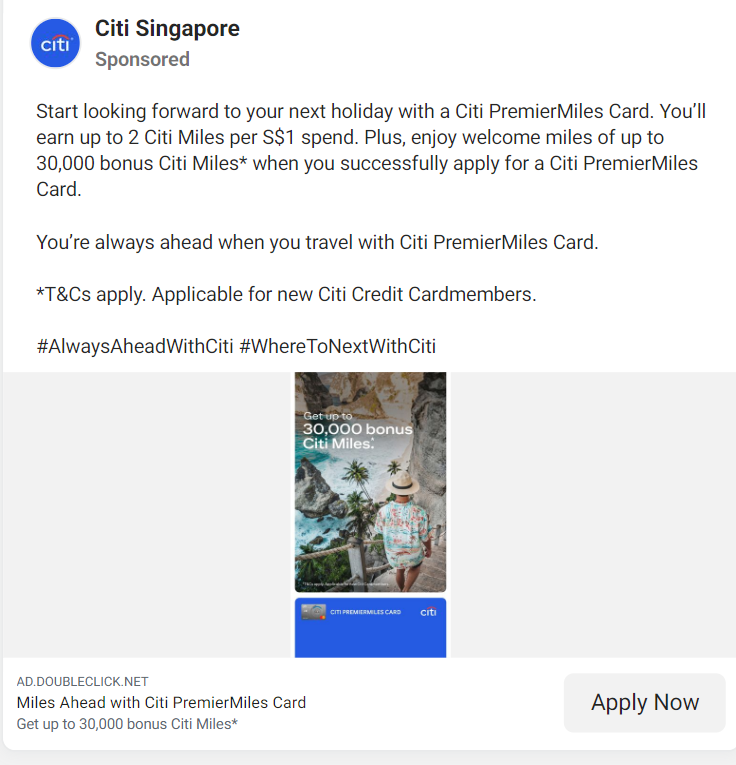 citi
Citi Singapore
Sponsored
Start looking forward to your next holiday with a Citi PremierMiles Card. You’ll
earn up to 2 Citi Miles per S$1 spend. Plus, enjoy welcome miles of up to
30,000 bonus Citi Miles* when you successfully apply for a Citi PremierMiles
Card.
You’re always ahead when you travel with Citi PremierMiles Card.
*T&Cs apply. Applicable for new Citi Credit Cardmembers.
#AlwaysAheadWithCiti #WhereToNextWithCiti
Get up to
30,000 bonus
Citi Miles.*
CITI PREMIERMILES CARD
citi
AD.DOUBLECLICK.NET
Miles Ahead with Citi PremierMiles Card
Get up to 30,000 bonus Citi Miles*
Apply Now